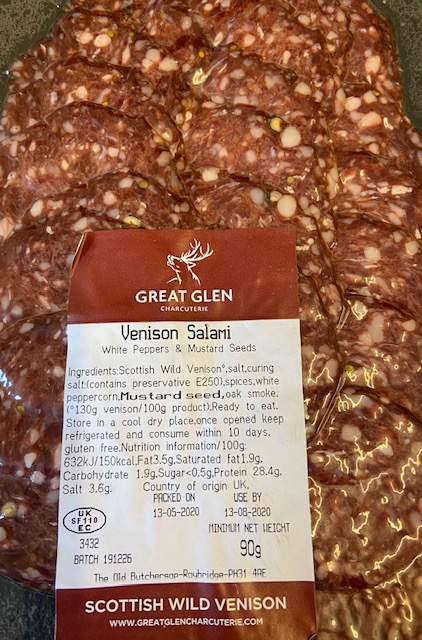 GREAT GLEN
CHARCUTERIE
Venison Salami
White Peppers & Mustard Seeds
Ingredients:Scottish Wild Venison°,salt,curing
salt(contains preservative E250),spices,white
peppercorn,Mustard seed,oak smoke.
(°130g venison/100g product).Ready to eat.
Store in a cool dry place,once opened keep
refrigerated and consume within 10 days.
gluten free.Nutrition information/100g:
632kJ/150kcal,Fat3.5g,Saturated fat1.9g,
Carbohydrate 1.9g,Sugar<0.5g,Protein 28.4g,
Salt 3.6g. Country of origin UK.
PACKED ON USE BY
13-05-2020 13-08-2020
UK
SF110
EC
MINIMUM NET WEIGHT
3432
90g
BATCH 191226
The Old Butchersop-Roybridge-PH31 4AE
SCOTTISH WILD VENISON
WWW.GREATGLENCHARCUTERIE.COM